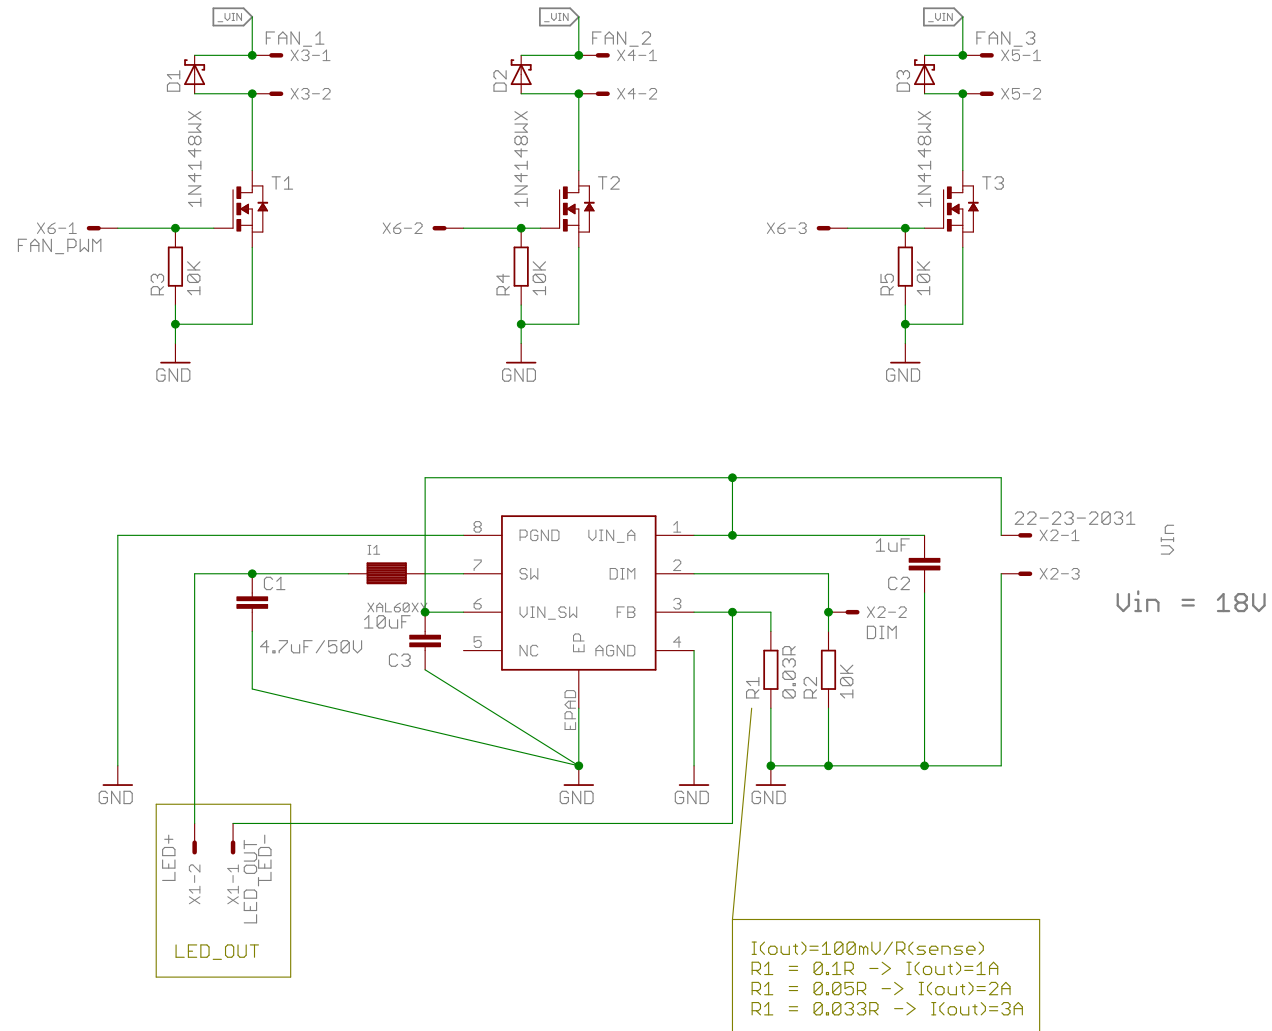 _VIN
FAN_1
X3-1
D1
X3-2
1N4148WX
T1
X6-1
FAN_PWM
R3
10K
GND
_VIN
FAN_2
X4-1
D2
X4-2
1N4148WX
T2
X6-2
R4
10K
GND
_VIN
FAN_3
X5-1
D3
X5-2
1N4148WX
T3
X6-3
R5
10K
GND
8 PGND VIN_A 1
7 SW DIM 2
6 VIN_SW FB 3
5 NC EP AGND 4
EPAD
I1
C1
4.7uF/50V
10uF
C3
1uF
C2
22-23-2031
X2-1
VIn
X2-3
Vin = 18V
X2-2
DIM
R1
0.03R
R2
10K
GND
GND
GND
GND
LED+
X1-2
X1-1
LED_OUT
LED-
LED_OUT
I(out)=100mV/R(sense)
R1 = 0.1R -> I(out)=1A
R1 = 0.05R -> I(out)=2A
R1 = 0.033R -> I(out)=3A